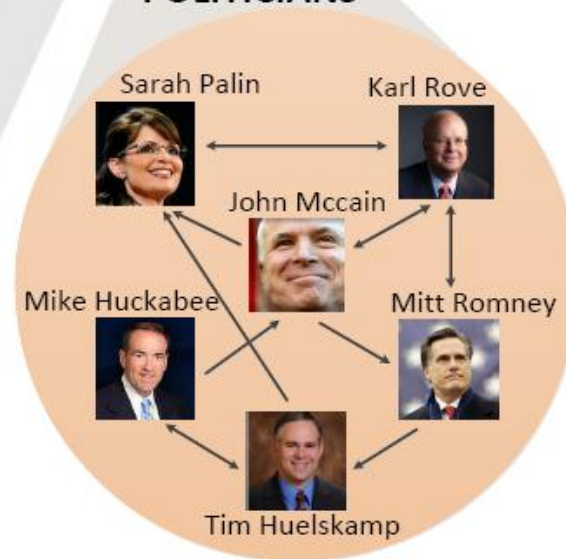 POLITICIANS
Sarah Palin
Karl Rove
John Mccain
Mike Huckabee
Mitt Romney
Tim Huelskamp